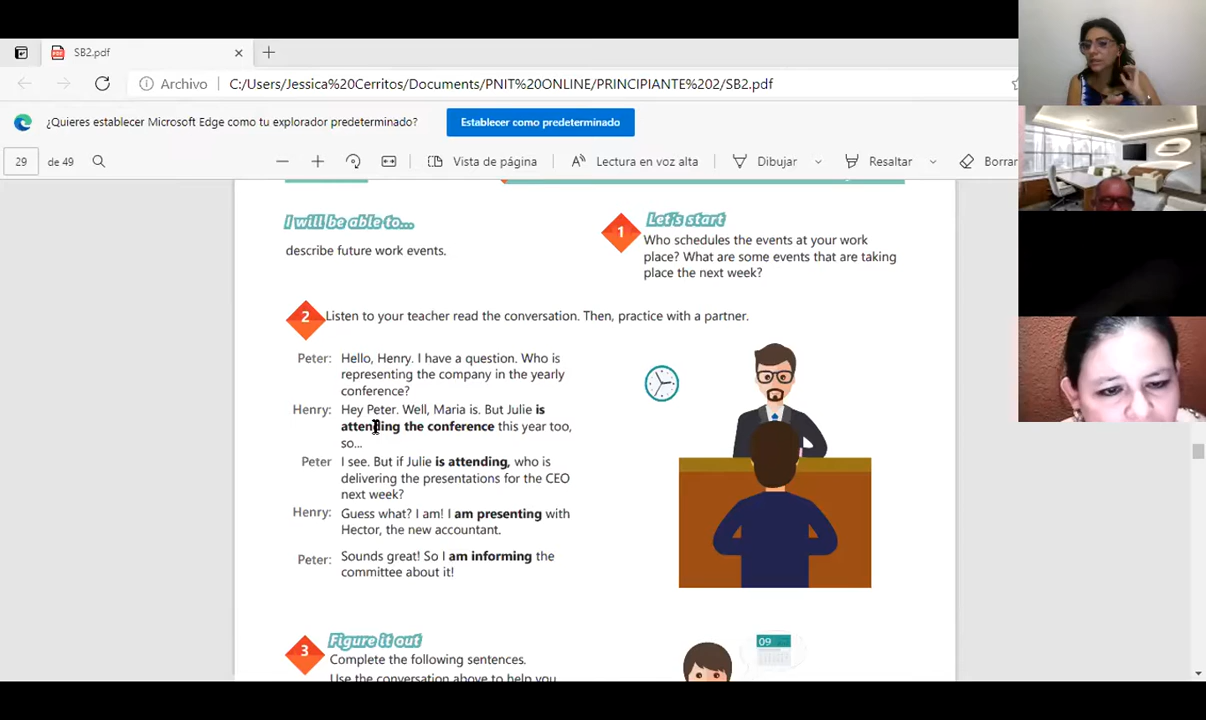 SB2.pdf
Archivo
C:/Users/Jessica%20Cerritos/Documents/PNIT%20ONLINE/PRINCIPIANTE%202/SB2.pdf
¿Quieres establecer Microsoft Edge como tu explorador predeterminado?
Establecer como predeterminado
29
de 49
Vista de página
Lectura en voz alta
Dibujar
Resaltar
Borrar
I will be able to...
describe future work events.
1
Let's start
Who schedules the events at your work
place? What are some events that are taking
place the next week?
2
Listen to your teacher read the conversation. Then, practice with a partner.
Peter: Hello, Henry. I have a question. Who is
representing the company in the yearly
conference?
Henry: Hey Peter. Well, Maria is. But Julie is
attending the conference this year too,
so...
Peter I see. But if Julie is attending, who is
delivering the presentations for the CEO
next week?
Henry: Guess what? I am! I am presenting with
Hector, the new accountant.
Peter: Sounds great! So I am informing the
committee about it!
3
Figure it out
Complete the following sentences.
Use the conversation above to help you
09